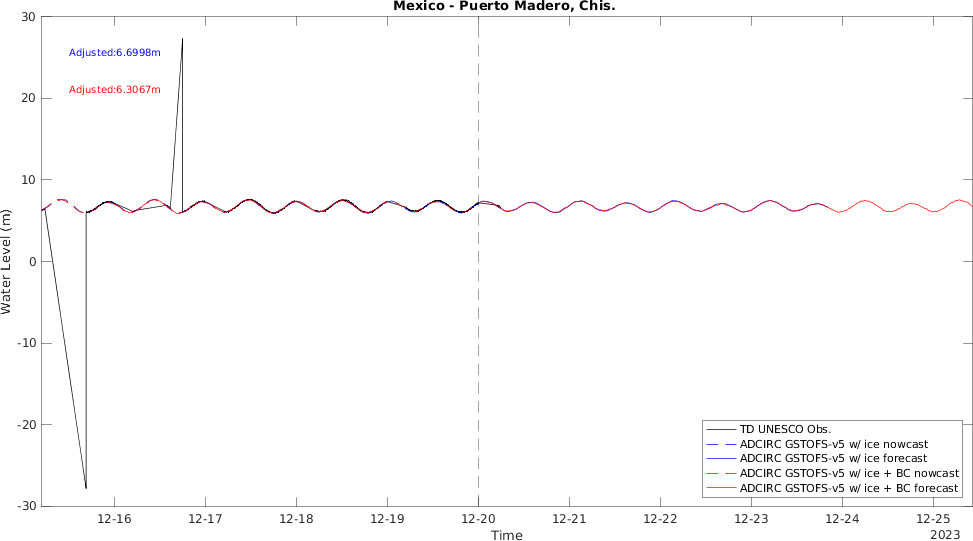 Mexico - Puerto Madero, Chis.
30
20
10
0
-10
-20
-30
Water Level (m)
Adjusted:6.6998m
Adjusted:6.3067m
TD UNESCO Obs.
ADCIRC GSTOFS-v5 w/ ice nowcast
ADCIRC GSTOFS-v5 w/ ice forecast
ADCIRC GSTOFS-v5 w/ ice + BC nowcast
ADCIRC GSTOFS-v5 w/ ice + BC forecast
12-16 12-17 12-18 12-19 12-20 12-21 12-22 12-23 12-24 12-25
Time
2023